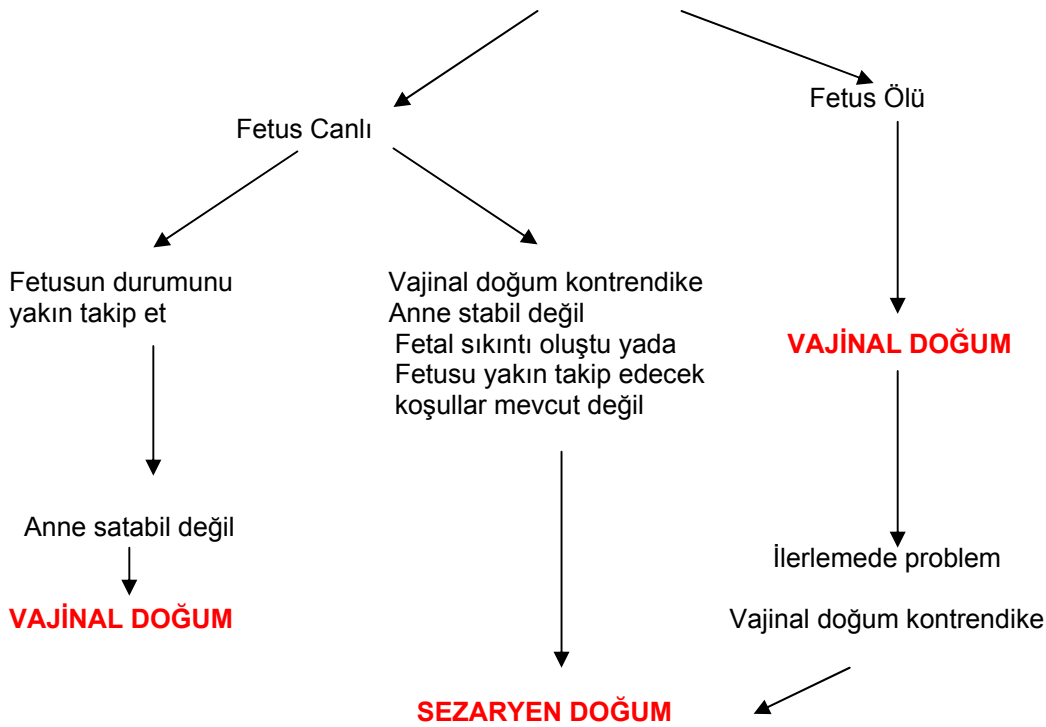 Fetus Ölü
Fetus Canlı
Fetusun durumunu
yakın takip et
Vajinal doğum kontrendike
Anne stabil değil
Fetal sıkıntı oluştu yada
Fetusu yakın takip edecek
koşullar mevcut değil
VAJİNAL DOĞUM
Anne satabil değil
VAJİNAL DOĞUM
İlerlemede problem
Vajinal doğum kontrendike
SEZARYEN DOĞUM